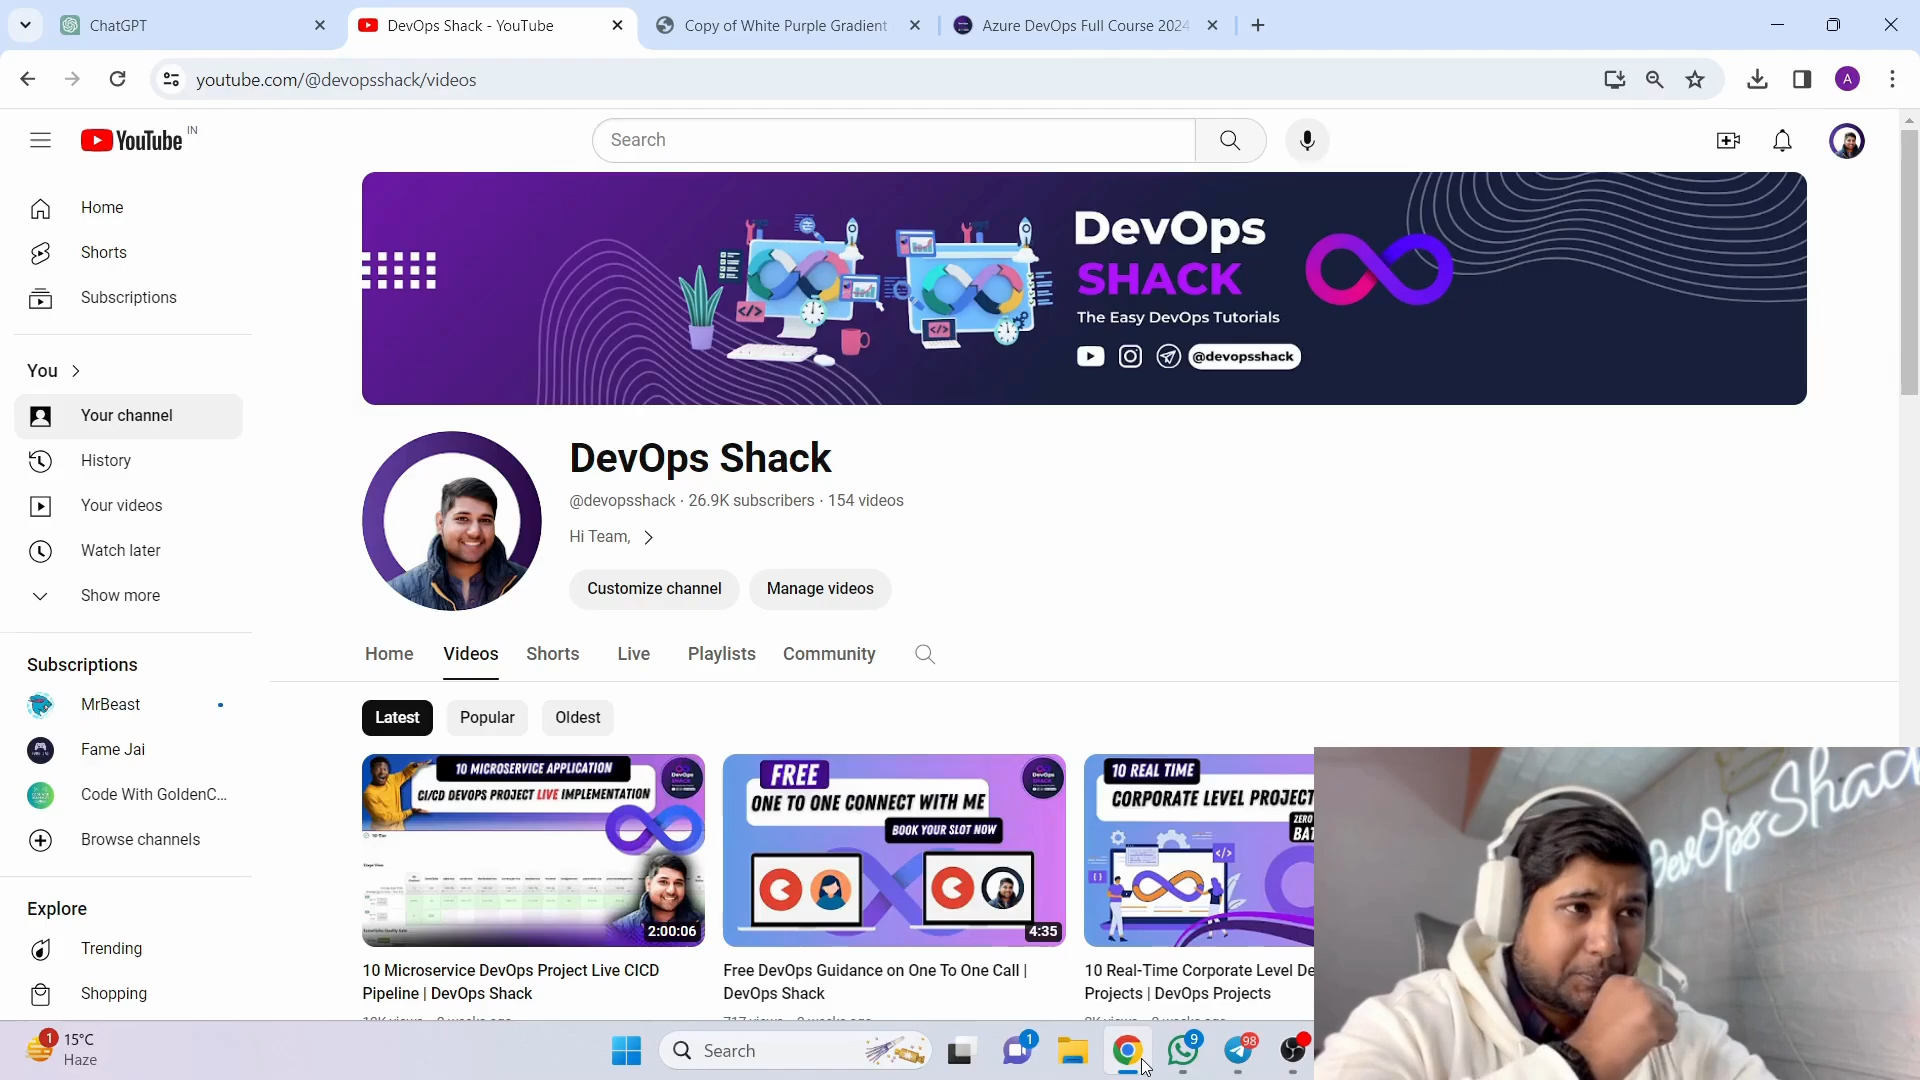 ChatGPT
DevOps Shack - YouTube
Copy of White Purple Gradient
Azure DevOps Full Course 2024
youtube.com/@devopsshack/videos
A
YouTube IN
Search
Home
Shorts
Subscriptions
You
Your channel
History
Your videos
Watch later
Show more
Subscriptions
MrBeast
Fame Jai
Code With GoldenC...
Browse channels
Explore
Trending
Shopping
DevOps
SHACK
The Easy DevOps Tutorials
@devopsshack
DevOps Shack
@devopsshack · 26.9K subscribers · 154 videos
Hi Team,
Customize channel
Manage videos
Home
Videos
Shorts
Live
Playlists
Community
Latest
Popular
Oldest
10 MICROSERVICE APPLICATION
CI/CD DEVOPS PROJECT LIVE IMPLEMENTATION
2:00:06
10 Microservice DevOps Project Live CICD
Pipeline | DevOps Shack
FREE
ONE TO ONE CONNECT WITH ME
BOOK YOUR SLOT NOW
4:35
Free DevOps Guidance on One To One Call |
DevOps Shack
10 REAL TIME
CORPORATE LEVEL PROJECT
10 Real-Time Corporate Level De
Projects | DevOps Projects
DevOps Shack
1
15°C
Haze
Search
1
9
98